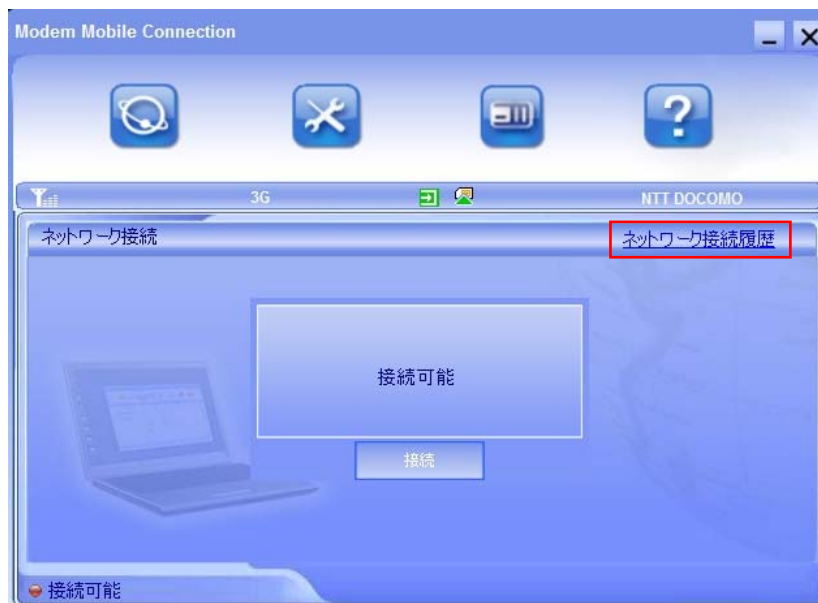 Modem Mobile Connection
3G
NTT DOCOMO
ネットワーク接続
ネットワーク接続履歴
接続可能
接続
接続可能